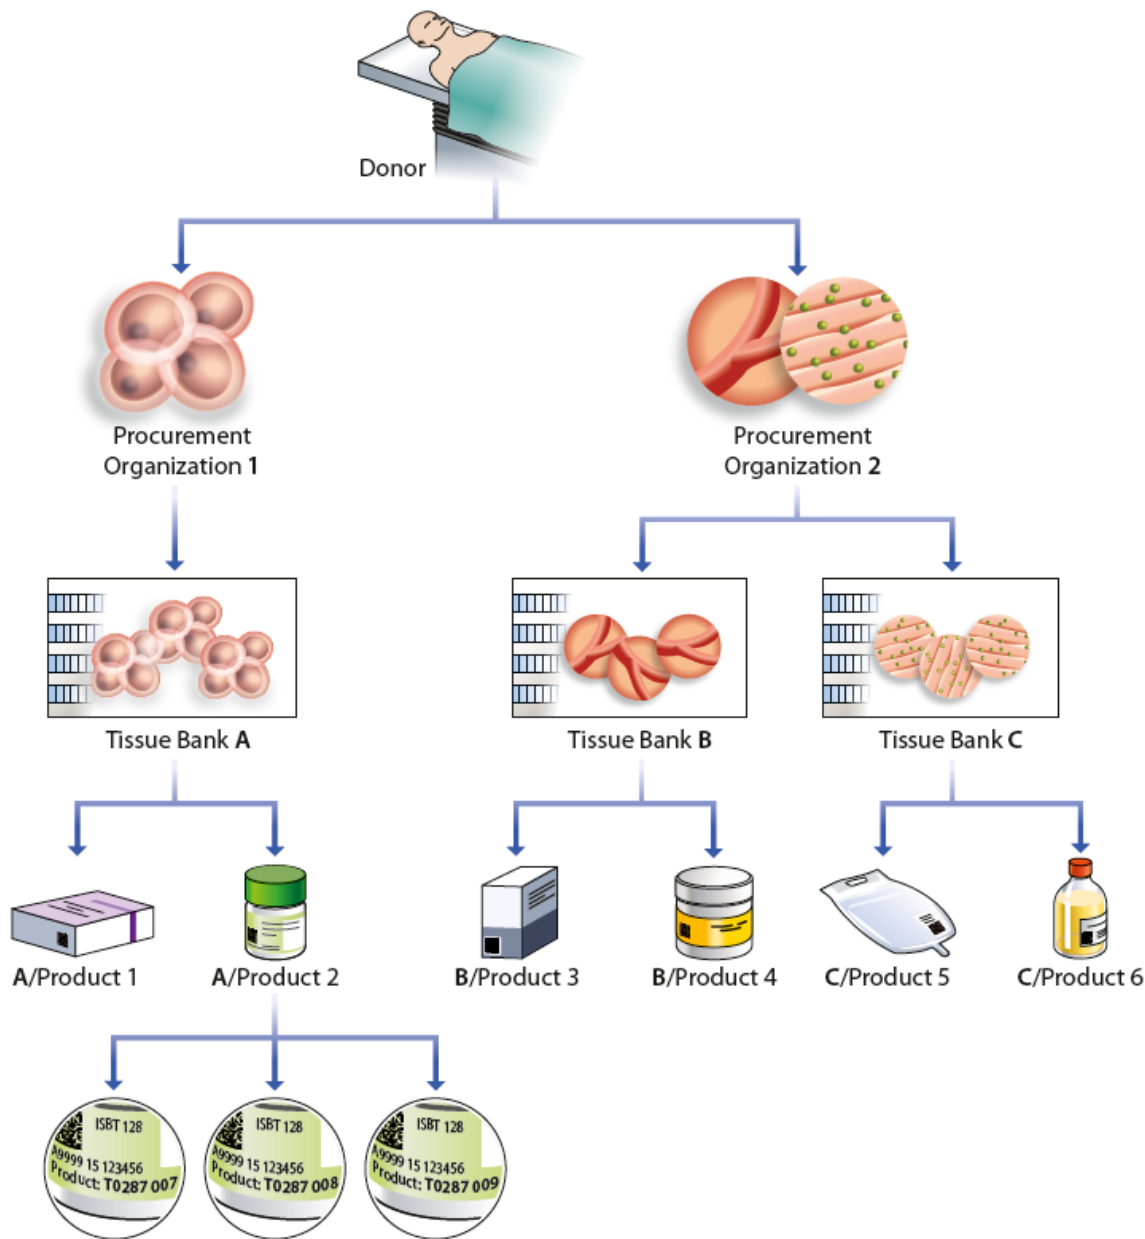 Donor
Procurement
Organization 1
Procurement
Organization 2
Tissue Bank A
Tissue Bank B
Tissue Bank C
A/Product 1
A/Product 2
B/Product 3
B/Product 4
C/Product 5
C/Product 6
ISBT 128
A9999 15 123456
Product: T0287 007
ISBT 128
A9999 15 123456
Product: T0287 008
ISBT 128
A9999 15 123456
Product: T0287 009